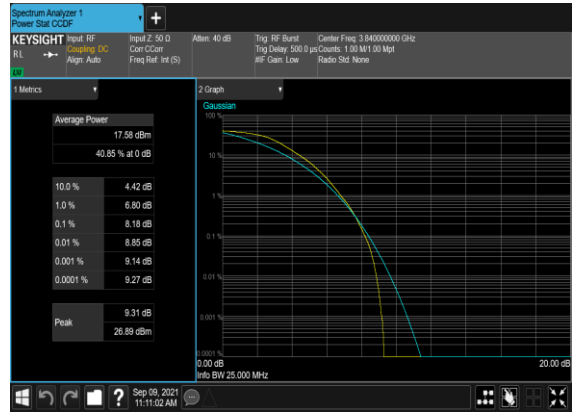 Spectrum Analyzer 1
Power Stat CCDF
KEYSIGHT
RL
Input: RF
Coupling: DC
Align: Auto
Input Z: 50 Ω
Corr CCorr
Freq Ref: Int (S)
Atten: 40 dB
Trig: RF Burst
Trig Delay: 500.0 µs
#IF Gain: Low
Center Freq: 3.840000000 GHz
Counts: 1.00 M/1.00 Mpt
Radio Std: None
LW
1 Metrics
Average Power
17.58 dBm
40.85 % at 0 dB
10.0 % 4.42 dB
1.0 % 6.80 dB
0.1 % 8.18 dB
0.01 % 8.85 dB
0.001 % 9.14 dB
0.0001 % 9.27 dB
Peak
9.31 dB
26.89 dBm
2 Graph
Gaussian
100 %
10 %
1 %
0.1 %
0.01 %
0.001 %
0.0001 %
0.00 dB
20.00 dB
Info BW 25.000 MHz
?
Sep 09, 2021
11:11:02 AM